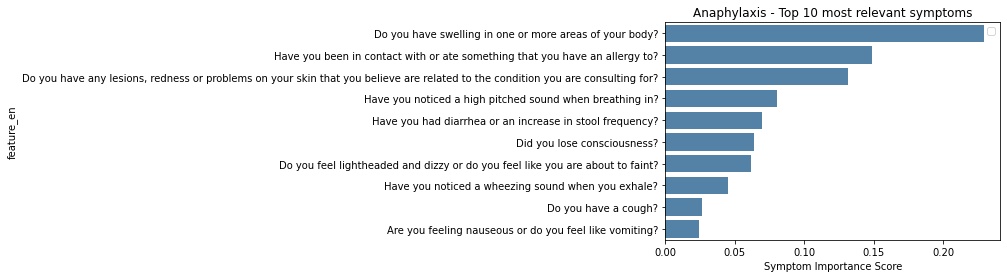 Anaphylaxis - Top 10 most relevant symptoms
feature_en
Do you have swelling in one or more areas of your body?
Have you been in contact with or ate something that you have an allergy to?
Do you have any lesions, redness or problems on your skin that you believe are related to the condition you are consulting for?
Have you noticed a high pitched sound when breathing in?
Have you had diarrhea or an increase in stool frequency?
Did you lose consciousness?
Do you feel lightheaded and dizzy or do you feel like you are about to faint?
Have you noticed a wheezing sound when you exhale?
Do you have a cough?
Are you feeling nauseous or do you feel like vomiting?
0.00 0.05 0.10 0.15 0.20
Symptom Importance Score